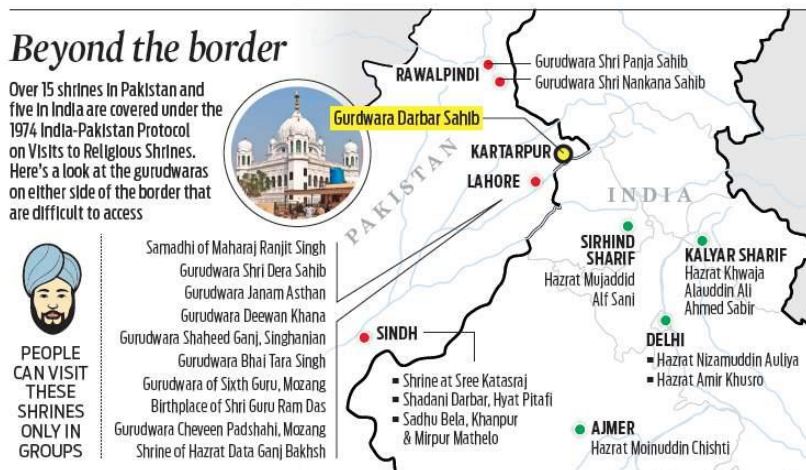 Beyond the border
Over 15 shrines in Pakistan and
five in India are covered under the
1974 India-Pakistan Protocol
on Visits to Religious Shrines.
Here's a look at the gurudwaras
on either side of the border that
are difficult to access
PEOPLE
CAN VISIT
THESE
SHRINES
ONLY IN
GROUPS
Samadhi of Maharaj Ranjit Singh
Gurudwara Shri Dera Sahib
Gurudwara Janam Asthan
Gurudwara Deewan Khana
Gurudwara Shaheed Ganj, Singhanian
Gurudwara Bhai Tara Singh
Gurudwara of Sixth Guru, Mozang
Birthplace of Shri Guru Ram Das
Gurudwara Cheveen Padshahi, Mozang
Shrine of Hazrat Data Ganj Bakhsh
RAWALPINDI
Gurudwara Shri Panja Sahib
Gurudwara Shri Nankana Sahib
Gurdwara Darbar Sahib
KARTARPUR
LAHORE
PAKISTAN
INDIA
SIRHIND
SHARIF
Hazrat Mujaddid
Alf Sani
KALYAR SHARIF
Hazrat Khwaja
Alauddin Ali
Ahmed Sabir
DELHI
▪ Hazrat Nizamuddin Auliya
▪ Hazrat Amir Khusro
SINDH
▪ Shrine at Sree Katasraj
▪ Shadani Darbar, Hyat Pitafi
▪ Sadhu Bela, Khanpur
& Mirpur Mathelo
AJMER
Hazrat Moinuddin Chishti